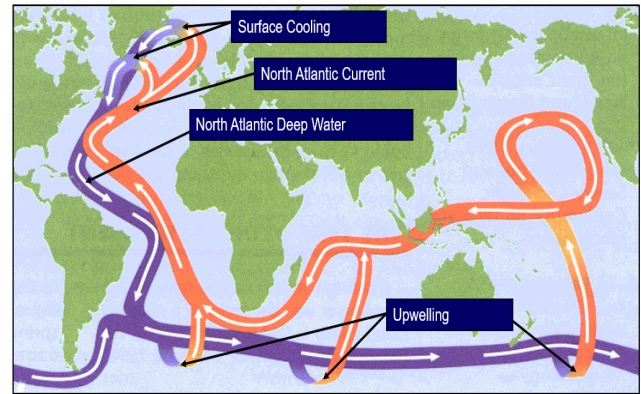 Surface Cooling
North Atlantic Current
North Atlantic Deep Water
Upwelling